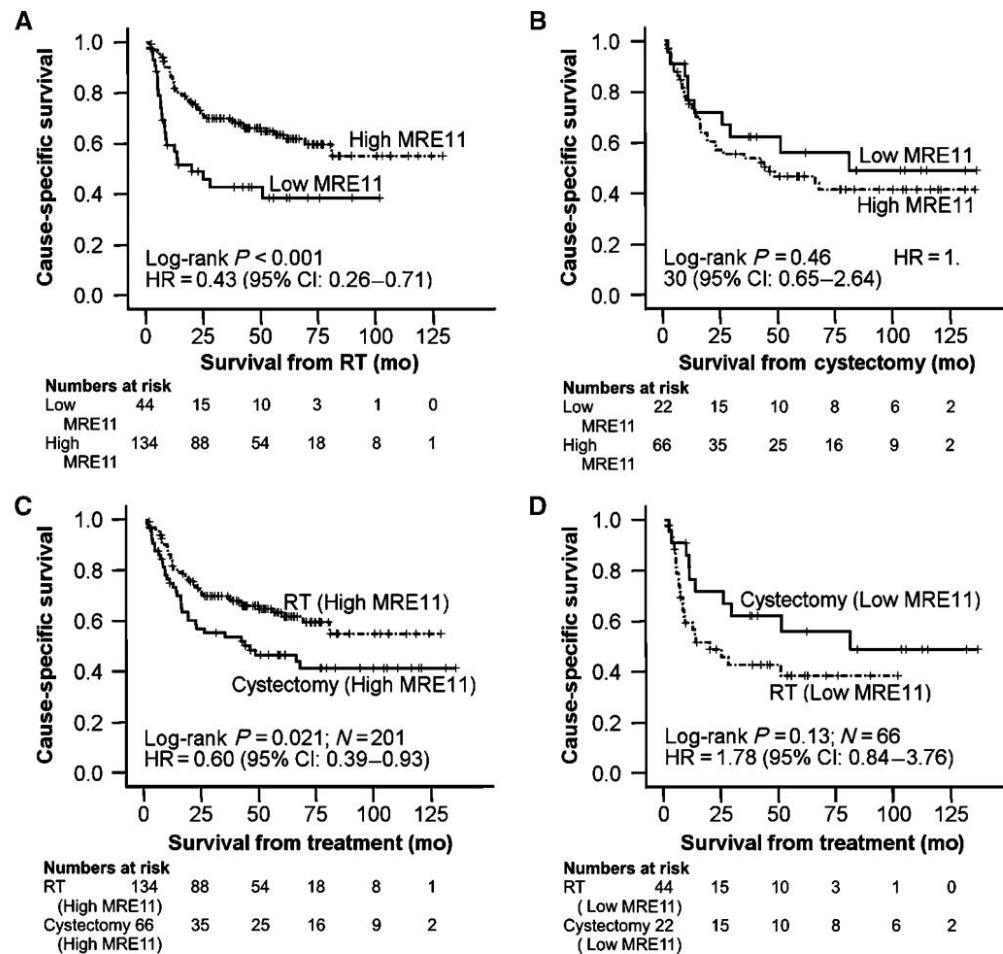 A
Cause-specific survival
1.0
0.8
0.6
0.4
0.2
0.0
High MRE11
Low MRE11
Log-rank P < 0.001
HR = 0.43 (95% CI: 0.26–0.71)
0 25 50 75 100 125
Survival from RT (mo)
Numbers at risk
Low 44 15 10 3 1 0
MRE11
High 134 88 54 18 8 1
MRE11
B
Cause-specific survival
1.0
0.8
0.6
0.4
0.2
0.0
Low MRE11
High MRE11
Log-rank P = 0.46 HR = 1.
30 (95% CI: 0.65–2.64)
0 25 50 75 100 125
Survival from cystectomy (mo)
Numbers at risk
Low 22 15 10 8 6 2
MRE11
High 66 35 25 16 9 2
MRE11
C
Cause-specific survival
1.0
0.8
0.6
0.4
0.2
0.0
RT (High MRE11)
Cystectomy (High MRE11)
Log-rank P = 0.021; N = 201
HR = 0.60 (95% CI: 0.39–0.93)
0 25 50 75 100 125
Survival from treatment (mo)
Numbers at risk
RT 134 88 54 18 8 1
(High MRE11)
Cystectomy 66 35 25 16 9 2
(High MRE11)
D
Cause-specific survival
1.0
0.8
0.6
0.4
0.2
0.0
Cystectomy (Low MRE11)
RT (Low MRE11)
Log-rank P = 0.13; N = 66
HR = 1.78 (95% CI: 0.84–3.76)
0 25 50 75 100 125
Survival from treatment (mo)
Numbers at risk
RT 44 15 10 3 1 0
( Low MRE11)
Cystectomy 22 15 10 8 6 2
( Low MRE11)